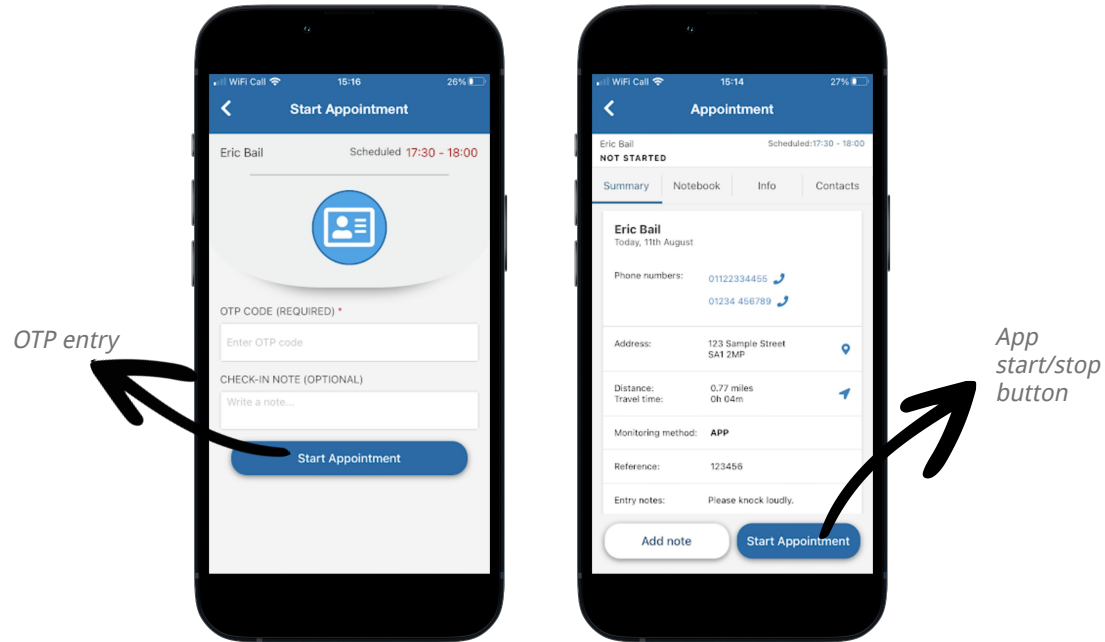 OTP entry
WiFi Call 15:16 26%
Start Appointment
Eric Bail Scheduled 17:30 - 18:00
OTP CODE (REQUIRED) *
Enter OTP code
CHECK-IN NOTE (OPTIONAL)
Write a note...
Start Appointment
WiFi Call 15:14 27%
Appointment
Eric Bail Scheduled:17:30 - 18:00
NOT STARTED
Summary Notebook Info Contacts
Eric Bail
Today, 11th August
Phone numbers: 01122334455
01234 456789
Address: 123 Sample Street
SA1 2MP
Distance: 0.77 miles
Travel time: 0h 04m
Monitoring method: APP
Reference: 123456
Entry notes: Please knock loudly.
Add note Start Appointment
App
start/stop
button